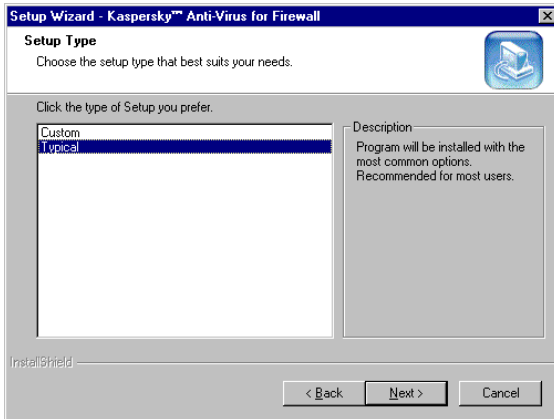 Setup Wizard - Kaspersky™ Anti-Virus for Firewall
Setup Type
Choose the setup type that best suits your needs.
Click the type of Setup you prefer.
Custom
Typical
Description
Program will be installed with the
most common options.
Recommended for most users.
InstallShield
< Back
Next >
Cancel